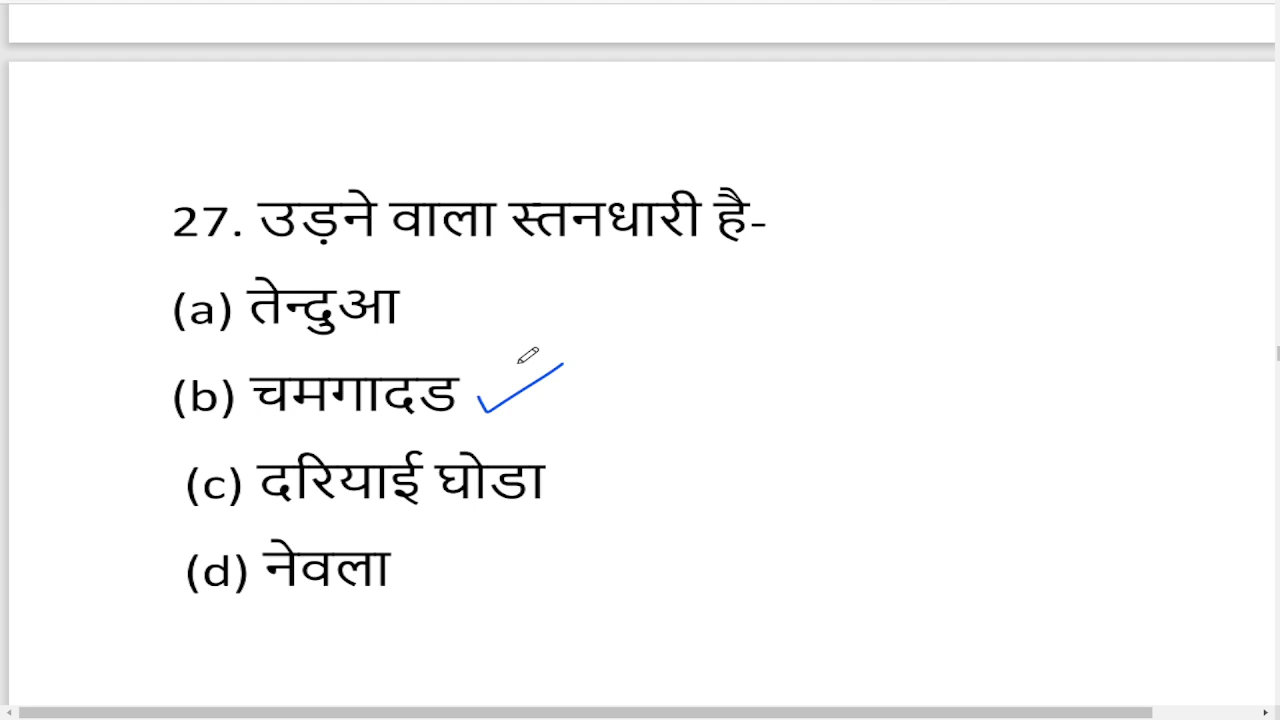 27. उड़ने वाला स्तनधारी है-
(a) तेन्दुआ
(b) चमगादड
(c) दरियाई घोडा
(d) नेवला